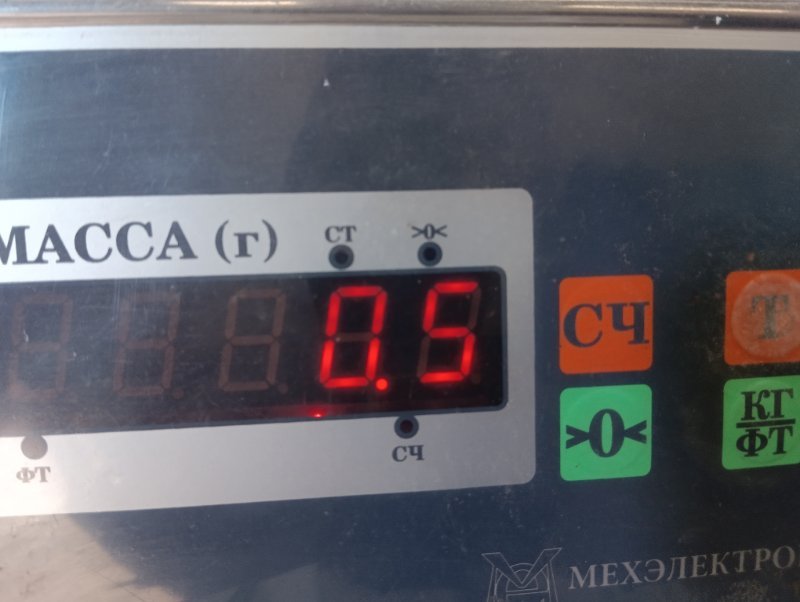 МАССА (г)
СТ >0<
0.5
СЧ Т
>0< КГ
ФТ
ФТ СЧ
МЕХЭЛЕКТРО